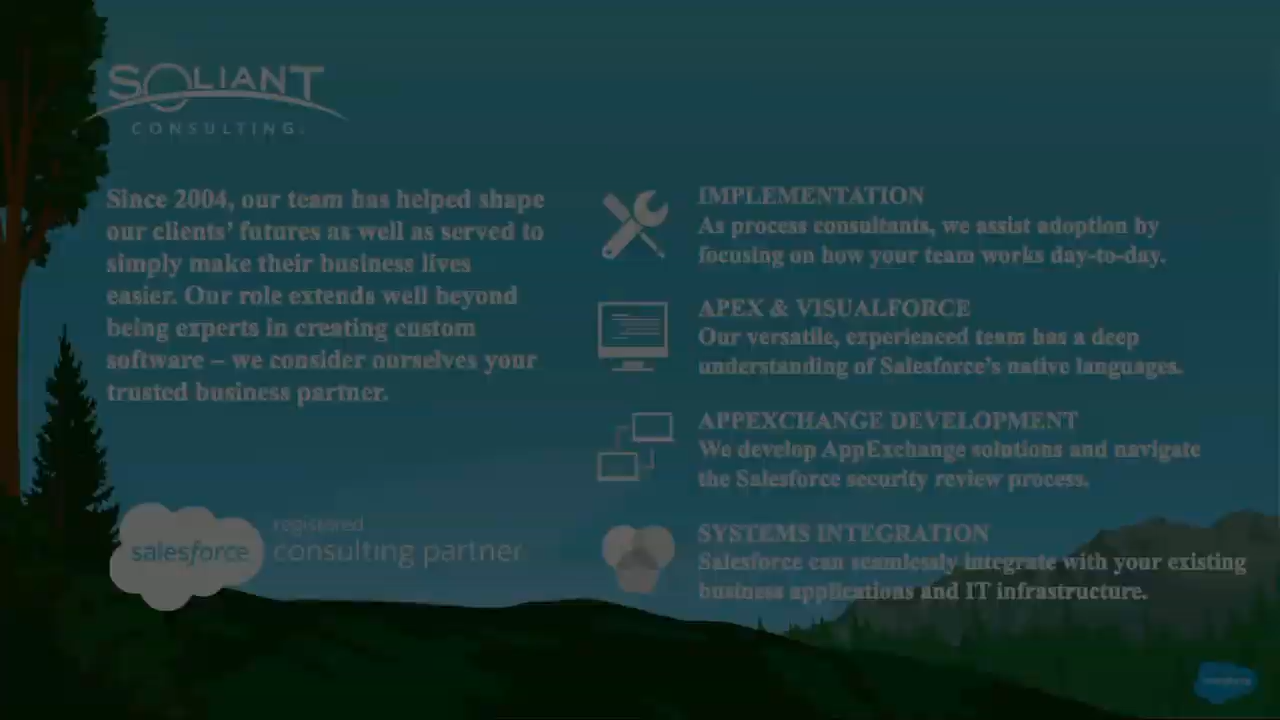 SOLIANT
CONSULTING.
Since 2004, our team has helped shape
our clients’ futures as well as served to
simply make their business lives
easier. Our role extends well beyond
being experts in creating custom
software – we consider ourselves your
trusted business partner.
salesforce
registered
consulting partner
IMPLEMENTATION
As process consultants, we assist adoption by
focusing on how your team works day-to-day.
APEX & VISUALFORCE
Our versatile, experienced team has a deep
understanding of Salesforce’s native languages.
APPEXCHANGE DEVELOPMENT
We develop AppExchange solutions and navigate
the Salesforce security review process.
SYSTEMS INTEGRATION
Salesforce can seamlessly integrate with your existing
business applications and IT infrastructure.